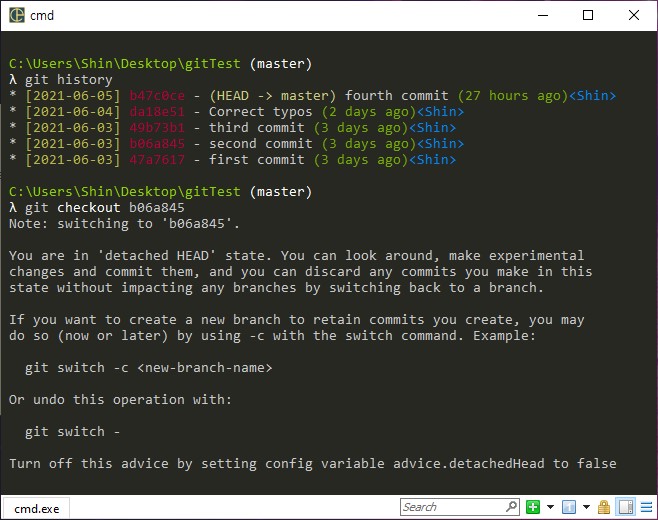 cmd
C:\Users\Shin\Desktop\gitTest (master)
λ git history
* [2021-06-05] b47c0ce - (HEAD -> master) fourth commit (27 hours ago)<Shin>
* [2021-06-04] da18e51 - Correct typos (2 days ago)<Shin>
* [2021-06-03] 49b73b1 - third commit (3 days ago)<Shin>
* [2021-06-03] b06a845 - second commit (3 days ago)<Shin>
* [2021-06-03] 47a7617 - first commit (3 days ago)<Shin>
C:\Users\Shin\Desktop\gitTest (master)
λ git checkout b06a845
Note: switching to 'b06a845'.
You are in 'detached HEAD' state. You can look around, make experimental
changes and commit them, and you can discard any commits you make in this
state without impacting any branches by switching back to a branch.
If you want to create a new branch to retain commits you create, you may
do so (now or later) by using -c with the switch command. Example:
git switch -c <new-branch-name>
Or undo this operation with:
git switch -
Turn off this advice by setting config variable advice.detachedHead to false
cmd.exe
Search